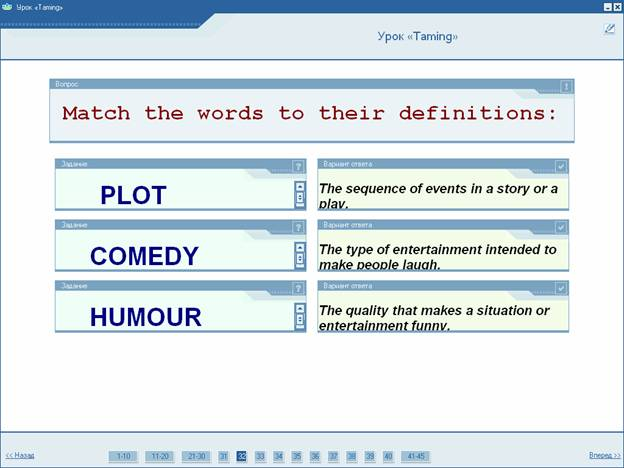 Урок «Taming»
Урок «Taming»
Вопрос
!
Match the words to their definitions:
Задание
?
PLOT
Вариант ответа
The sequence of events in a story or a
play.
Задание
?
COMEDY
Вариант ответа
The type of entertainment intended to
make people laugh.
Задание
?
HUMOUR
Вариант ответа
The quality that makes a situation or
entertainment funny.
<< Назад
1-10 11-20 21-30 31 32 33 34 35 36 37 38 39 40 41-45
Вперед >>